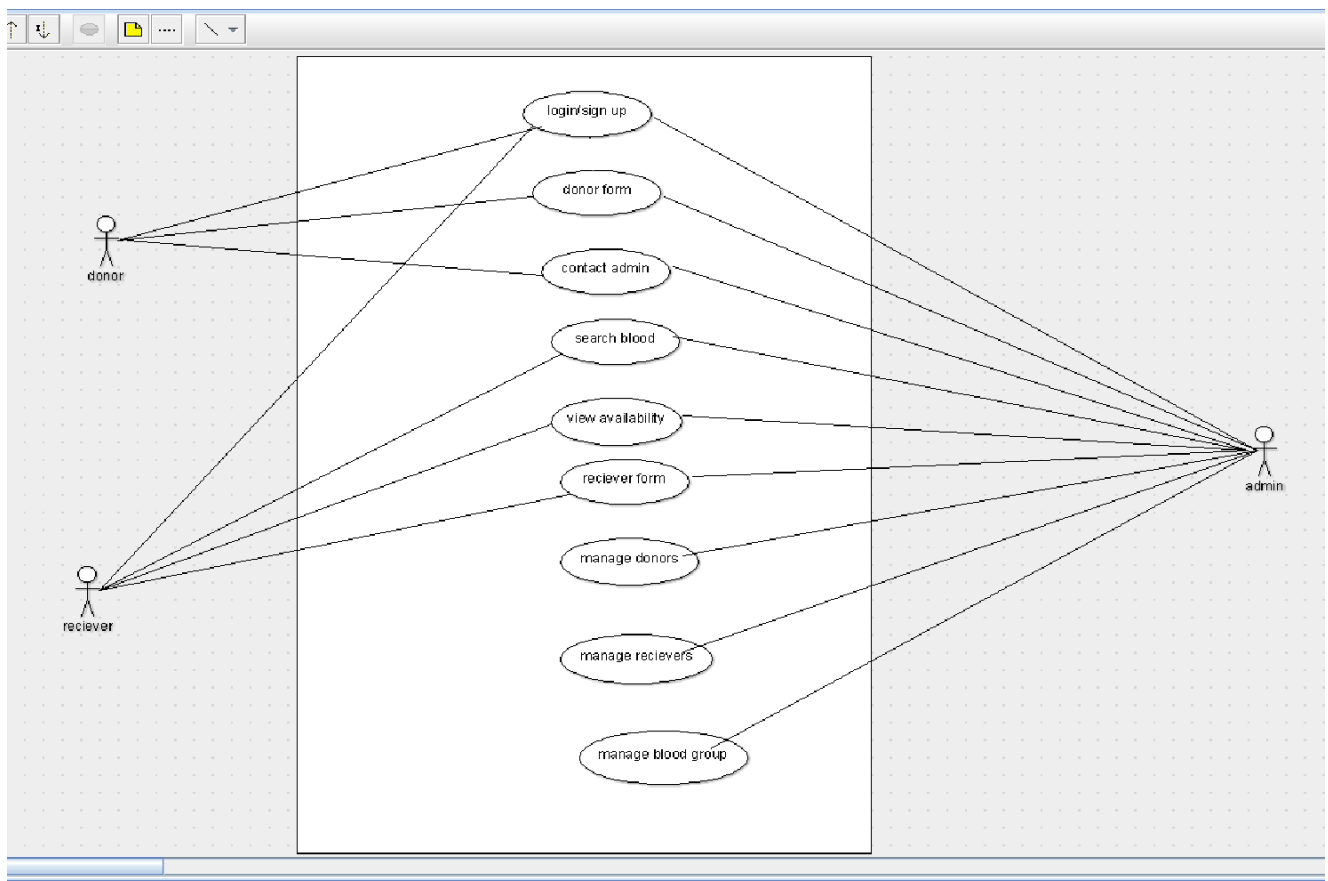 login/sign up
donor form
donor
contact admin
search blood
view availability
admin
reciever form
manage donors
reciever
manage recievers
manage blood group